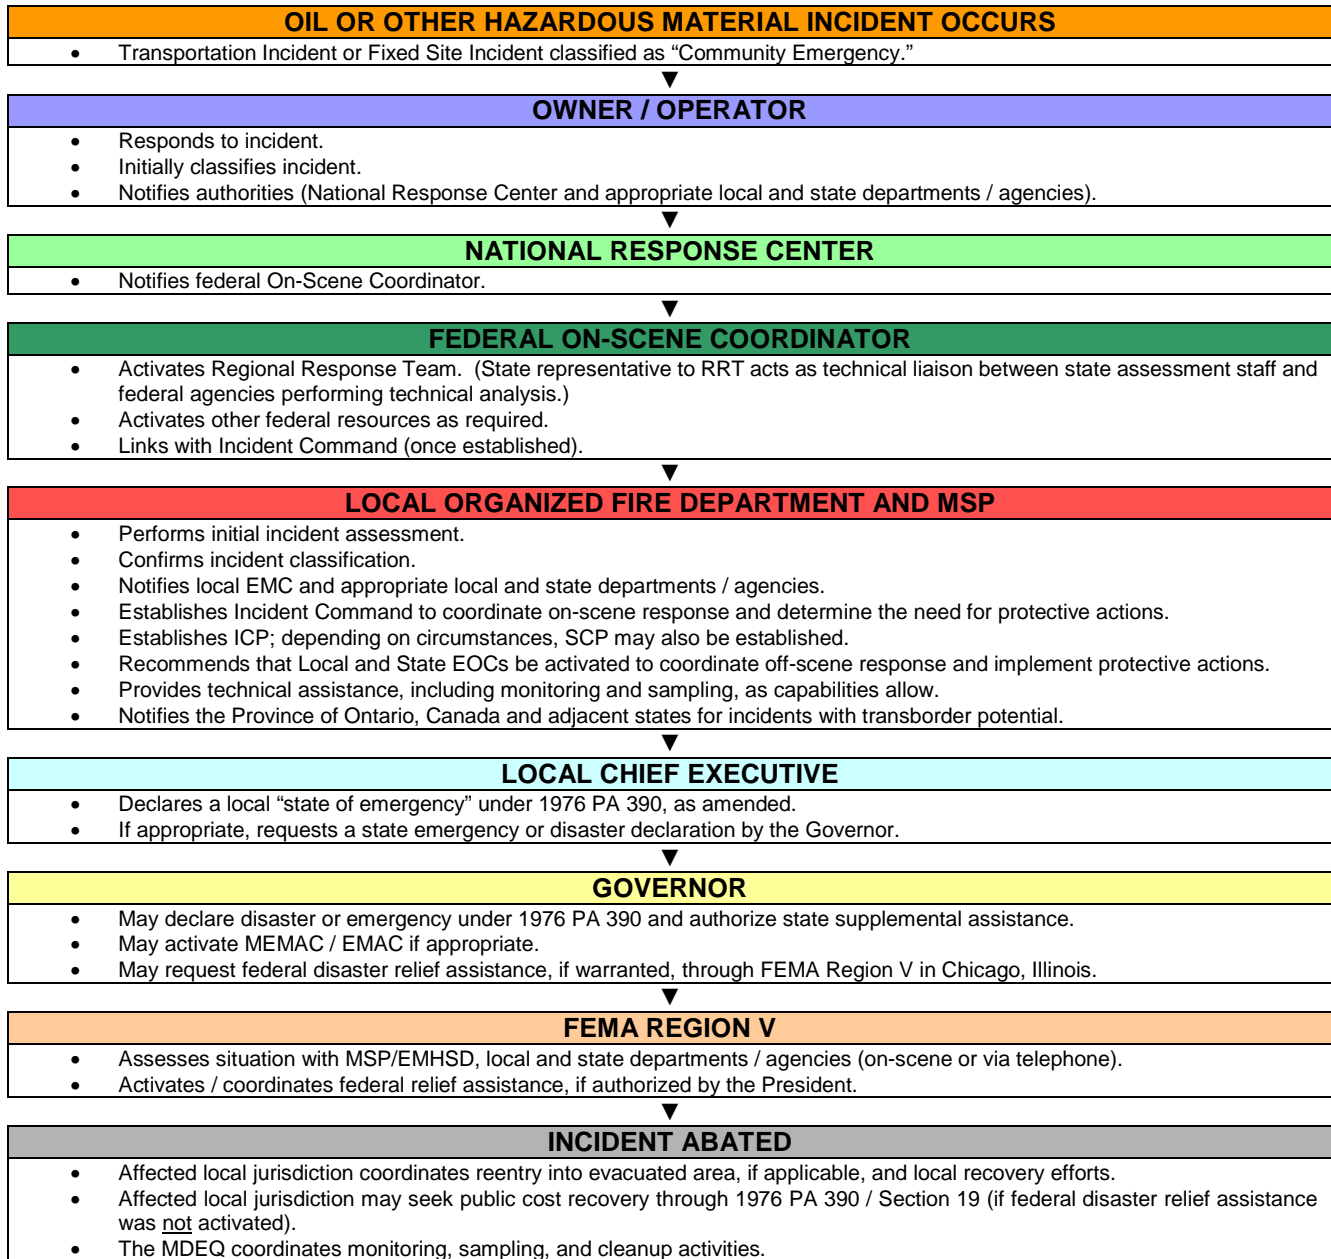 OIL OR OTHER HAZARDOUS MATERIAL INCIDENT OCCURS
• Transportation Incident or Fixed Site Incident classified as “Community Emergency.”
▼
OWNER / OPERATOR
• Responds to incident.
• Initially classifies incident.
• Notifies authorities (National Response Center and appropriate local and state departments / agencies).
▼
NATIONAL RESPONSE CENTER
• Notifies federal On-Scene Coordinator.
▼
FEDERAL ON-SCENE COORDINATOR
• Activates Regional Response Team. (State representative to RRT acts as technical liaison between state assessment staff and
federal agencies performing technical analysis.)
• Activates other federal resources as required.
• Links with Incident Command (once established).
▼
LOCAL ORGANIZED FIRE DEPARTMENT AND MSP
• Performs initial incident assessment.
• Confirms incident classification.
• Notifies local EMC and appropriate local and state departments / agencies.
• Establishes Incident Command to coordinate on-scene response and determine the need for protective actions.
• Establishes ICP; depending on circumstances, SCP may also be established.
• Recommends that Local and State EOCs be activated to coordinate off-scene response and implement protective actions.
• Provides technical assistance, including monitoring and sampling, as capabilities allow.
• Notifies the Province of Ontario, Canada and adjacent states for incidents with transborder potential.
▼
LOCAL CHIEF EXECUTIVE
• Declares a local “state of emergency” under 1976 PA 390, as amended.
• If appropriate, requests a state emergency or disaster declaration by the Governor.
▼
GOVERNOR
• May declare disaster or emergency under 1976 PA 390 and authorize state supplemental assistance.
• May activate MEMAC / EMAC if appropriate.
• May request federal disaster relief assistance, if warranted, through FEMA Region V in Chicago, Illinois.
▼
FEMA REGION V
• Assesses situation with MSP/EMHSD, local and state departments / agencies (on-scene or via telephone).
• Activates / coordinates federal relief assistance, if authorized by the President.
▼
INCIDENT ABATED
• Affected local jurisdiction coordinates reentry into evacuated area, if applicable, and local recovery efforts.
• Affected local jurisdiction may seek public cost recovery through 1976 PA 390 / Section 19 (if federal disaster relief assistance
was not activated).
• The MDEQ coordinates monitoring, sampling, and cleanup activities.